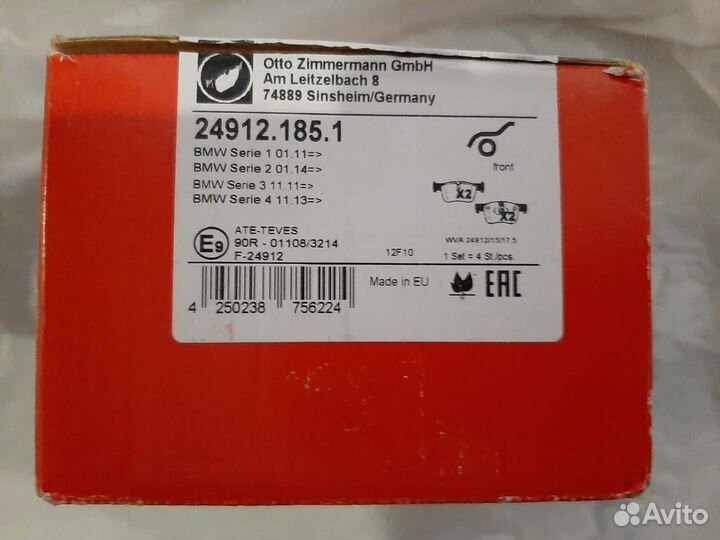 Otto Zimmermann GmbH
Am Leitzelbach 8
74889 Sinsheim/Germany
24912.185.1
BMW Serie 1 01.11=>
BMW Serie 2 01.14=>
BMW Serie 3 11.11=>
BMW Serie 4 11.13=>
front
X2
X2
E9
ATE-TEVES
90R - 01108/3214
F-24912
12F10
WVA 24912/13/17,5
1 Set = 4 St./pcs.
Made in EU
EAC
4 250238 756224
Avito